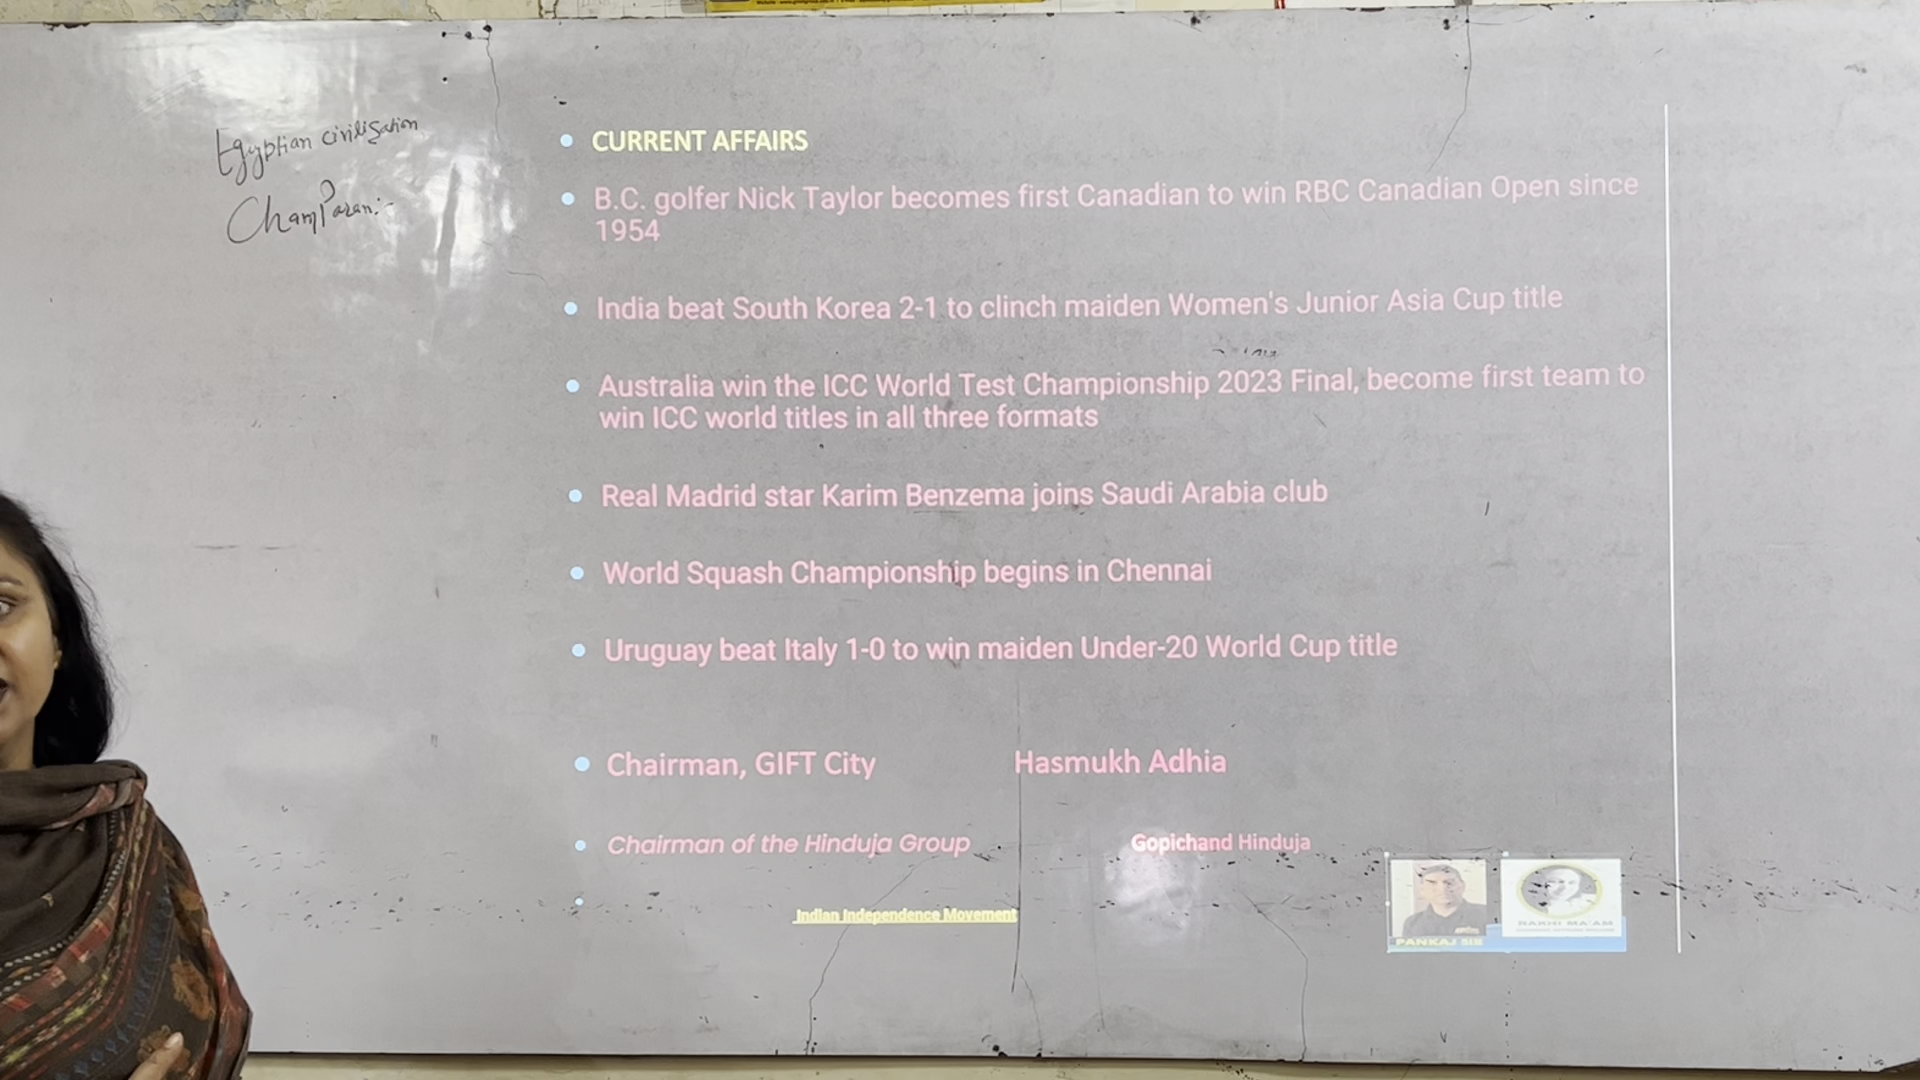 Egyptian civilisation
Champaran:-
CURRENT AFFAIRS
B.C. golfer Nick Taylor becomes first Canadian to win RBC Canadian Open since
1954
India beat South Korea 2-1 to clinch maiden Women's Junior Asia Cup title
Australia win the ICC World Test Championship 2023 Final, become first team to
win ICC world titles in all three formats
Real Madrid star Karim Benzema joins Saudi Arabia club
World Squash Championship begins in Chennai
Uruguay beat Italy 1-0 to win maiden Under-20 World Cup title
Chairman, GIFT City Hasmukh Adhia
Chairman of the Hinduja Group Gopichand Hinduja
Indian Independence Movement
PANKAJ SIR
RAKHI MA'AM